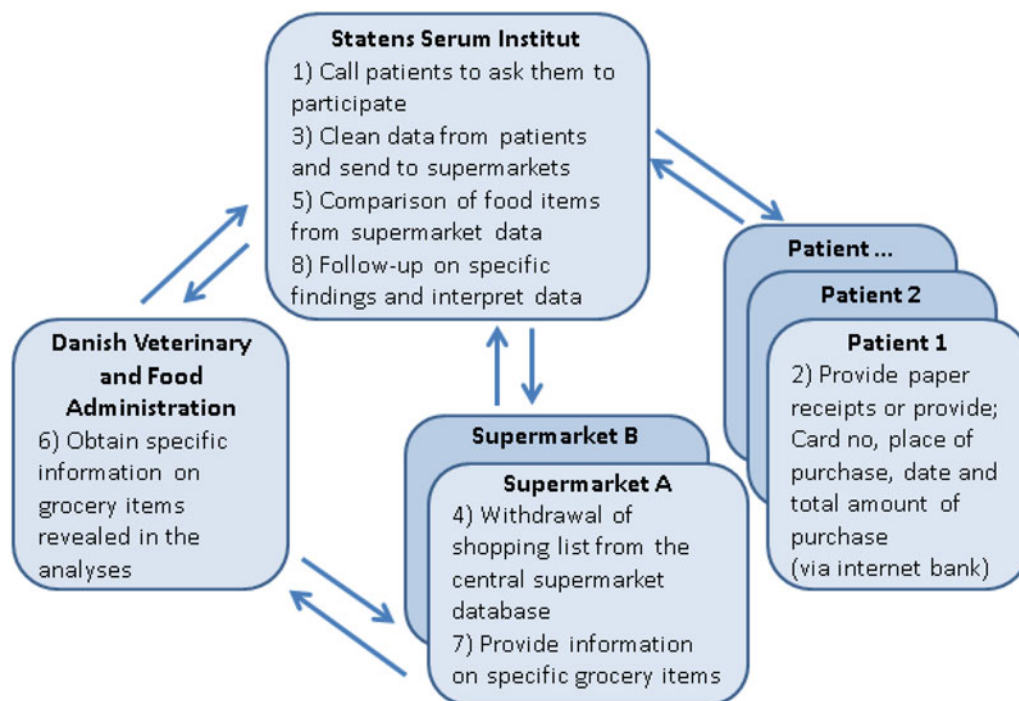 Statens Serum Institut
1) Call patients to ask them to
participate
3) Clean data from patients
and send to supermarkets
5) Comparison of food items
from supermarket data
8) Follow-up on specific
findings and interpret data
Danish Veterinary
and Food
Administration
6) Obtain specific
information on
grocery items
revealed in the
analyses
Supermarket B
Supermarket A
4) Withdrawal of
shopping list from the
central supermarket
database
7) Provide information
on specific grocery items
Patient ...
Patient 2
Patient 1
2) Provide paper
receipts or provide;
Card no, place of
purchase, date and
total amount of
purchase
(via internet bank)